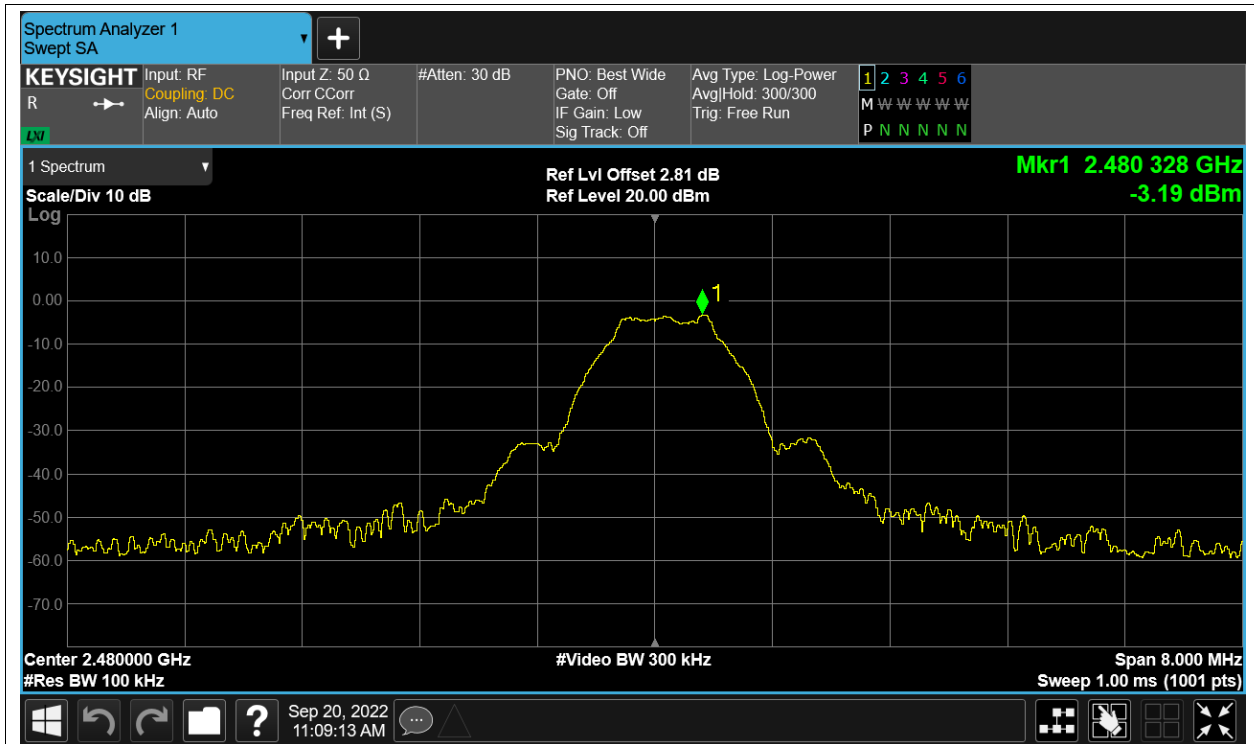 Spectrum Analyzer 1
Swept SA
+
KEYSIGHT
R
LXI
Input: RF
Coupling: DC
Align: Auto
Input Z: 50 Ω
Corr CCorr
Freq Ref: Int (S)
#Atten: 30 dB
PNO: Best Wide
Gate: Off
IF Gain: Low
Sig Track: Off
Avg Type: Log-Power
Avg|Hold: 300/300
Trig: Free Run
1 2 3 4 5 6
M W W W W W
P N N N N N
1 Spectrum
Scale/Div 10 dB
Ref Lvl Offset 2.81 dB
Ref Level 20.00 dBm
Mkr1 2.480 328 GHz
-3.19 dBm
Log
10.0
0.00
-10.0
-20.0
-30.0
-40.0
-50.0
-60.0
-70.0
1
Center 2.480000 GHz
#Res BW 100 kHz
#Video BW 300 kHz
Span 8.000 MHz
Sweep 1.00 ms (1001 pts)
?
Sep 20, 2022
11:09:13 AM